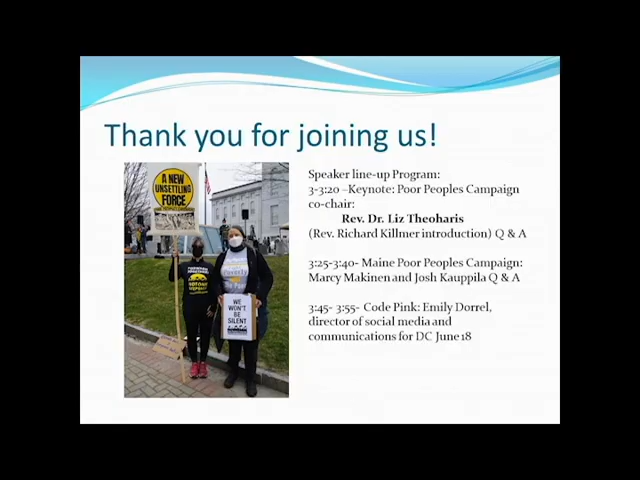 Thank you for joining us!
A NEW
UNSETTLING
FORCE
WE
WON'T
BE
SILENT
Speaker line-up Program:
3-3:20 –Keynote: Poor Peoples Campaign
co-chair:
Rev. Dr. Liz Theoharis
(Rev. Richard Killmer introduction) Q & A
3:25-3:40- Maine Poor Peoples Campaign:
Marcy Makinen and Josh Kauppila Q & A
3:45- 3:55- Code Pink: Emily Dorrel,
director of social media and
communications for DC June 18